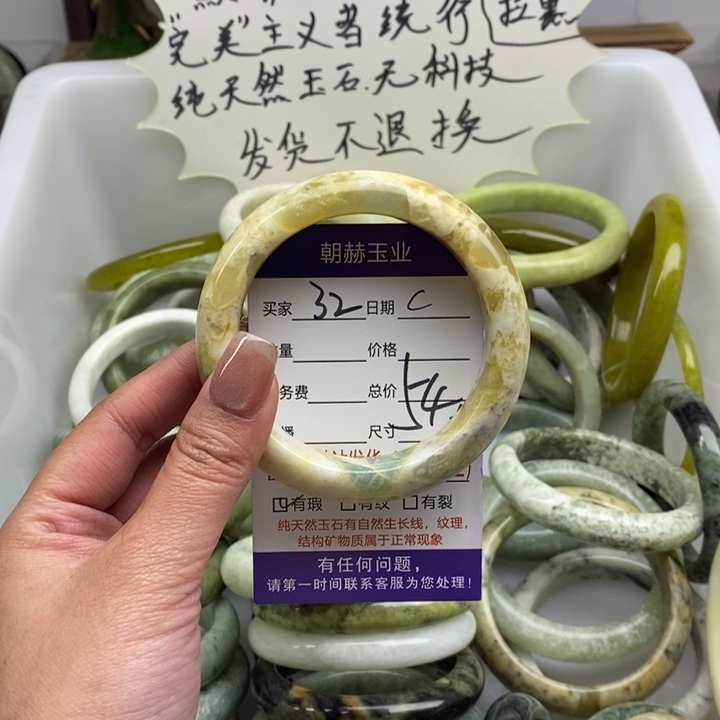 "完美"主义者绕行 拉黑
纯天然玉石.无科技
发货不退换
朝赫玉业
买家 32 日期 C
量 价格
务费 总价
尺寸 54
有瑕 有纹 有裂
纯天然玉石有自然生长线，纹理，
结构矿物质属于正常现象
有任何问题，
请第一时间联系客服为您处理！